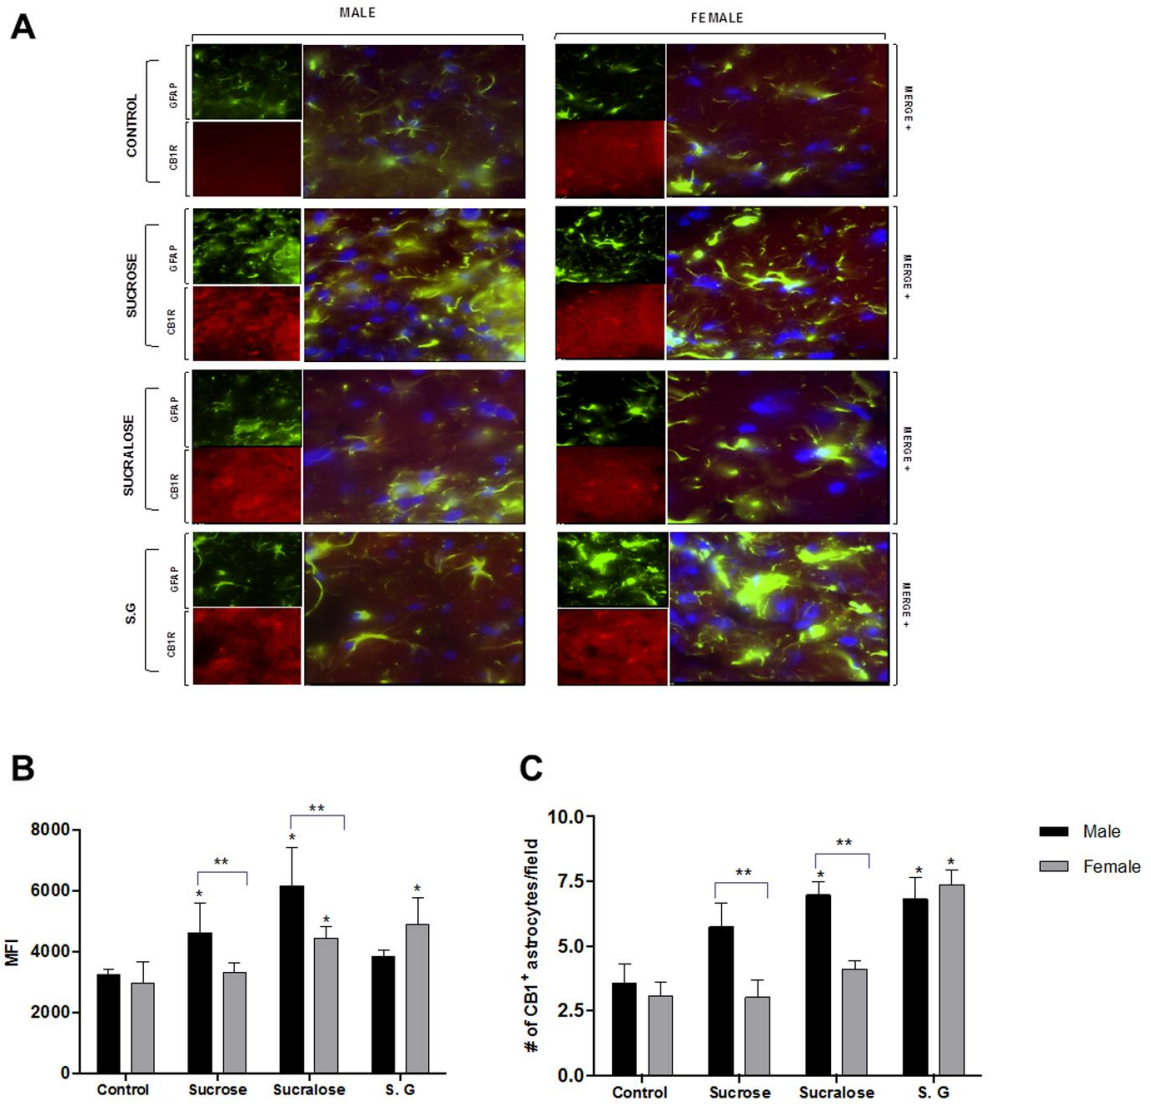 A
MALE
FEMALE
CONTROL
GFAP
CB1R
MERGE +
SUCROSE
GFAP
CB1R
MERGE +
SUCRALOSE
GFAP
CB1R
MERGE +
S.G
GFAP
CB1R
MERGE +
B
MFI
8000
6000
4000
2000
0
**
*
**
*
*
*
Control
Sucrose
Sucralose
S. G
C
# of CB1+ astrocytes/field
10.0
7.5
5.0
2.5
0.0
**
**
*
*
*
Control
Sucrose
Sucralose
S. G
Male
Female